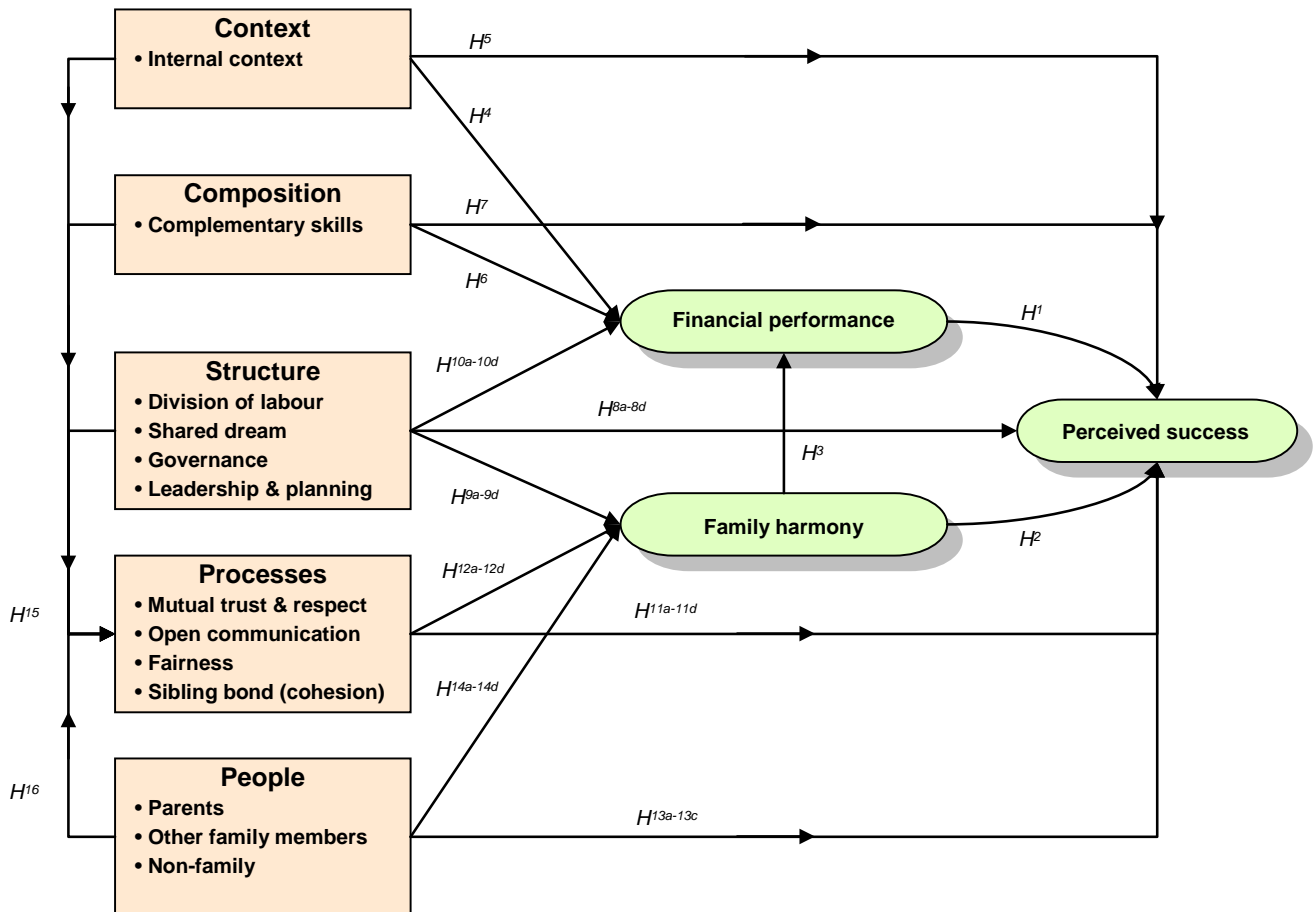 Context
• Internal context
H5
H4
Composition
• Complementary skills
H7
H6
Financial performance
H1
Structure
• Division of labour
• Shared dream
• Governance
• Leadership & planning
H10a-10d
H8a-8d
Perceived success
H3
H9a-9d
Family harmony
H2
Processes
• Mutual trust & respect
• Open communication
• Fairness
• Sibling bond (cohesion)
H12a-12d
H11a-11d
H15
H14a-14d
People
• Parents
• Other family members
• Non-family
H16
H13a-13c